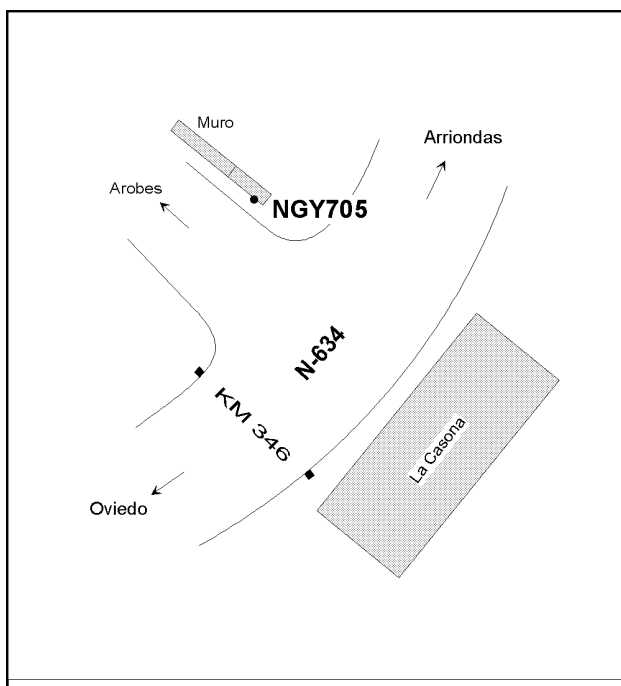 Muro
Arriondas
Arobes
NGY705
N-634
KM 346
La Casona
Oviedo